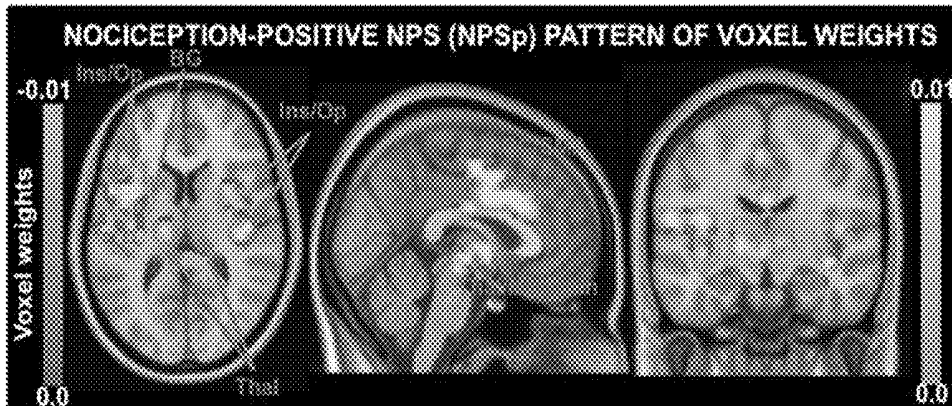 NOCICEPTION-POSITIVE NPS (NPSp) PATTERN OF VOXEL WEIGHTS
-0.01
Ins/Op
BG
Ins/Op
0.01
Voxel weights
0.0
Thal
0.0